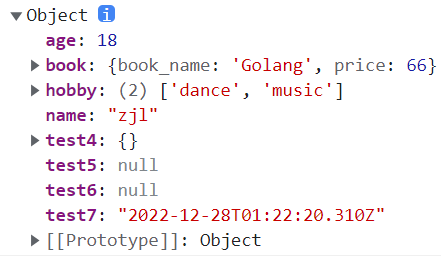 Object i
age: 18
book: {book_name: 'Golang', price: 66}
hobby: (2) ['dance', 'music']
name: "zjl"
test4: {}
test5: null
test6: null
test7: "2022-12-28T01:22:20.310Z"
[[Prototype]]: Object